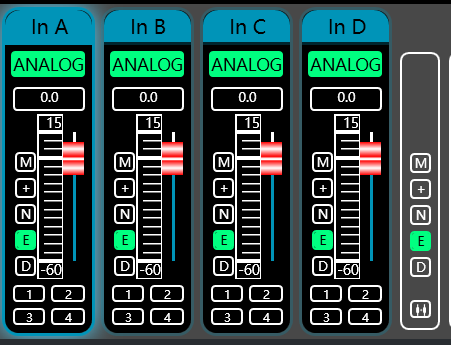 In A In B In C In D
ANALOG ANALOG ANALOG ANALOG
0.0 0.0 0.0 0.0
15 15 15 15
M M M M M
+ + + + +
N N N N N
E E E E E
D -60 D -60 D -60 D -60 D
1 2 1 2 1 2 1 2
3 4 3 4 3 4 3 4